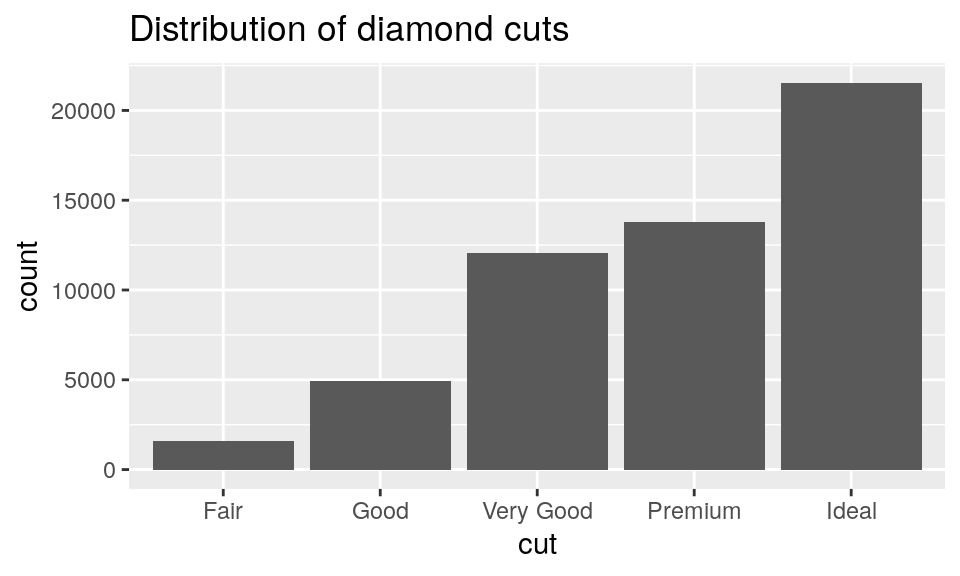 Distribution of diamond cuts
count
20000
15000
10000
5000
0
Fair Good Very Good Premium Ideal
cut